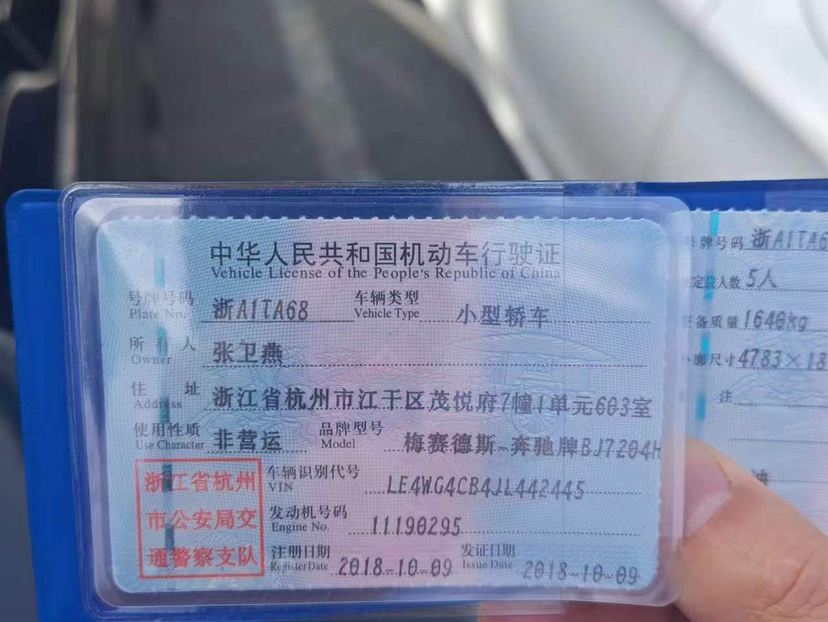 中华人民共和国机动车行驶证
Vehicle License of the People's Republic of China
号牌号码 浙A1TA68 车辆类型 小型轿车
Plate No. Vehicle Type
所有人 张卫燕
Owner
住址 浙江省杭州市江干区茂悦府7幢1单元603室
Address
使用性质 非营运 品牌型号 梅赛德斯-奔驰牌BJ7204H
Use Character Model
浙江省杭州
市公安局交
通警察支队
车辆识别代号 LE4WG4CB4JL442445
VIN
发动机号码 11190295
Engine No.
注册日期 2018-10-09 发证日期 2018-10-09
Register Date Issue Date
牌号码 浙A1TA6
定载人数 5人
备质量 1640kg
廓尺寸 4783×18
注
油